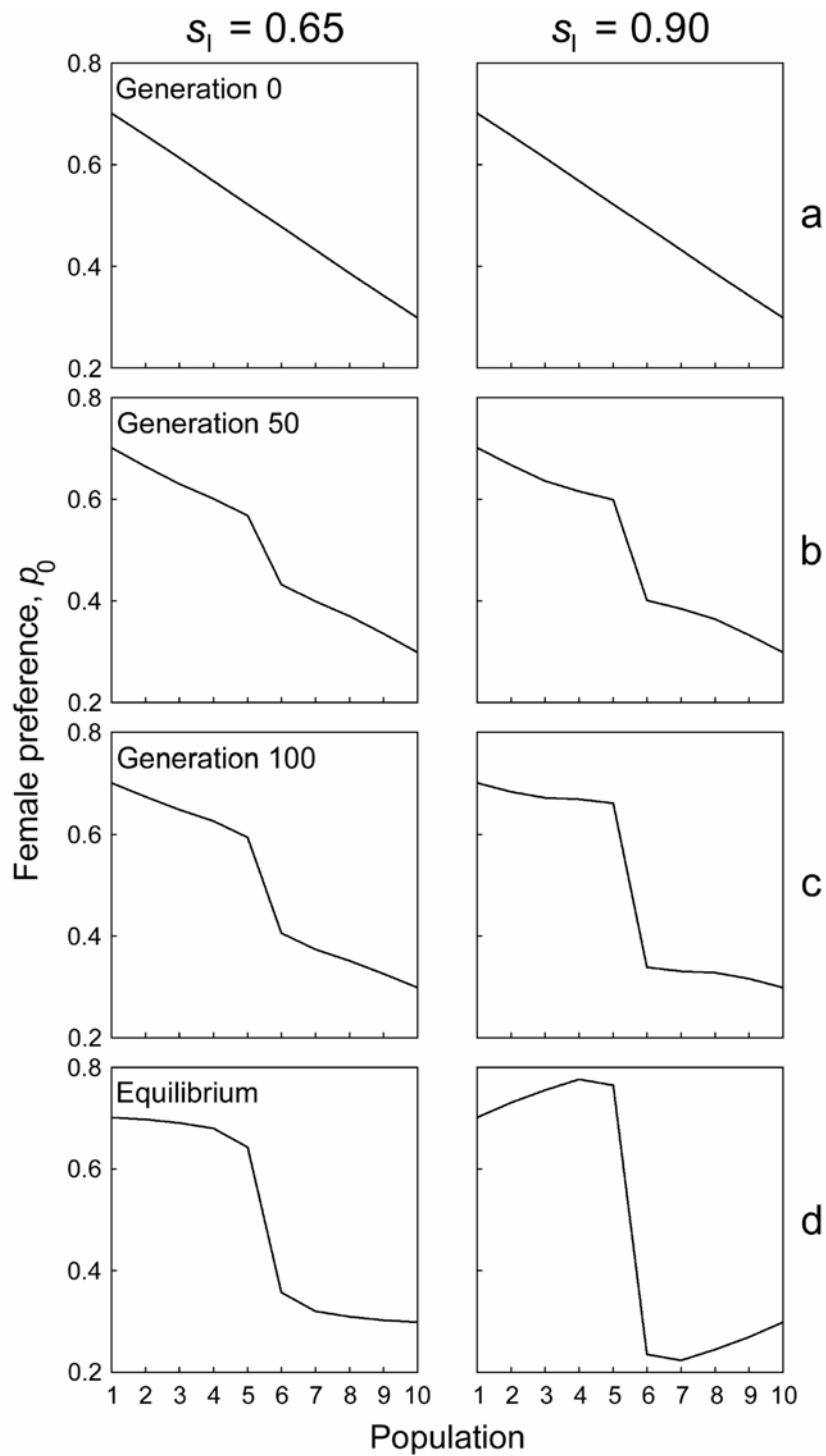 s_l = 0.65
s_l = 0.90
0.8
0.6
0.4
0.2
Generation 0
a
0.8
0.6
0.4
0.2
Generation 50
b
0.8
0.6
0.4
0.2
Generation 100
c
0.8
0.6
0.4
0.2
Equilibrium
d
1 2 3 4 5 6 7 8 9 10
1 2 3 4 5 6 7 8 9 10
Female preference, p_0
Population